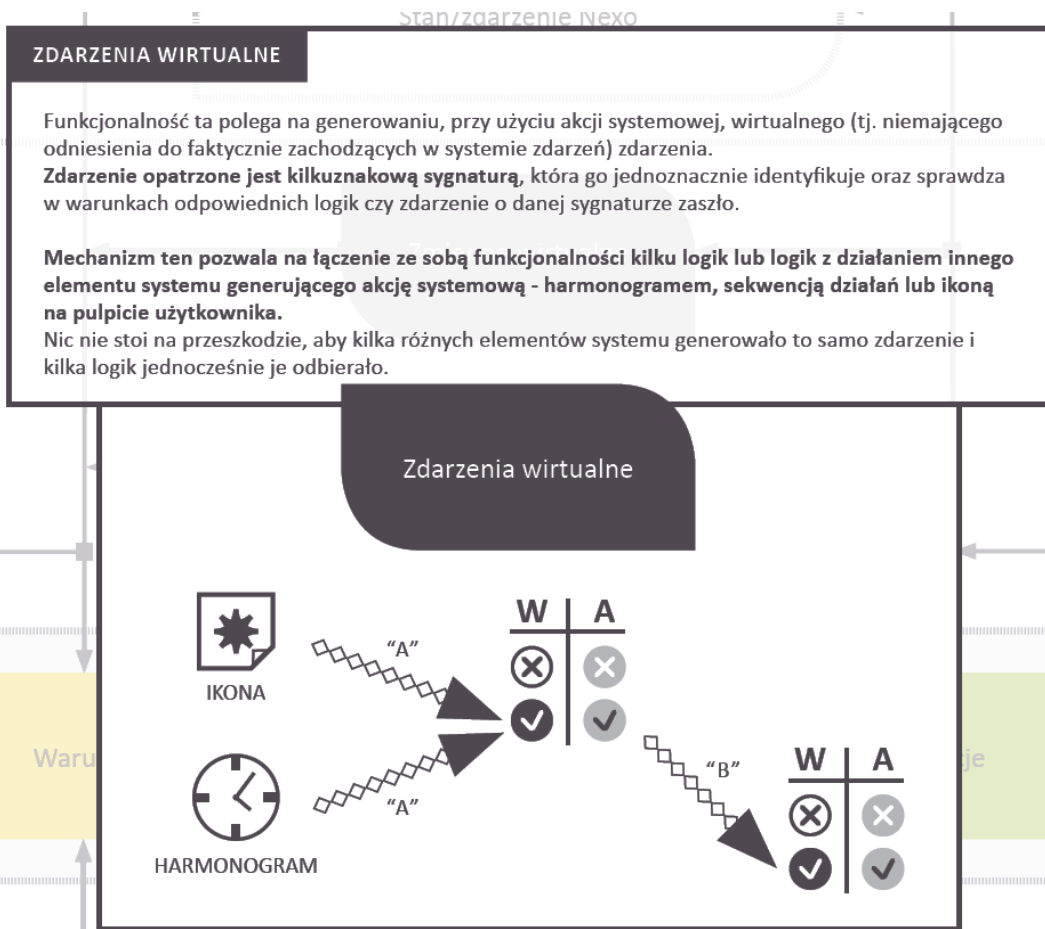 Stan/zdarzenie Nexo
ZDARZENIA WIRTUALNE
Funkcjonalność ta polega na generowaniu, przy użyciu akcji systemowej, wirtualnego (tj. niemającego
odniesienia do faktycznie zachodzących w systemie zdarzeń) zdarzenia.
Zdarzenie opatrzone jest kilkuznakową sygnaturą, która go jednoznacznie identyfikuje oraz sprawdza
w warunkach odpowiednich logik czy zdarzenie o danej sygnaturze zaszło.
Mechanizm ten pozwala na łączenie ze sobą funkcjonalności kilku logik lub logik z działaniem innego
elementu systemu generującego akcję systemową - harmonogramem, sekwencją działań lub ikoną
na pulpicie użytkownika.
Nic nie stoi na przeszkodzie, aby kilka różnych elementów systemu generowało to samo zdarzenie i
kilka logik jednocześnie je odbierało.
Zdarzenia wirtualne
W A
"A"
IKONA
Waru
"B"
W A
je
"A"
HARMONOGRAM